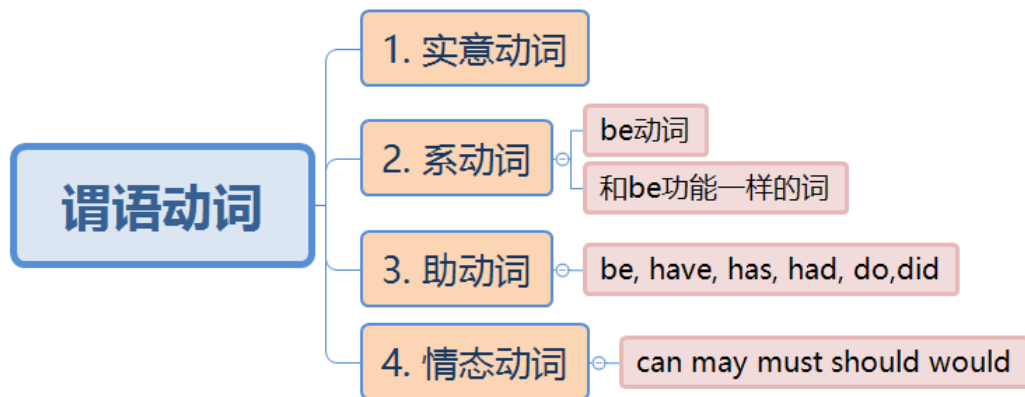 谓语动词
1. 实意动词
2. 系动词
be动词
和be功能一样的词
3. 助动词
be, have, has, had, do,did
4. 情态动词
can may must should would